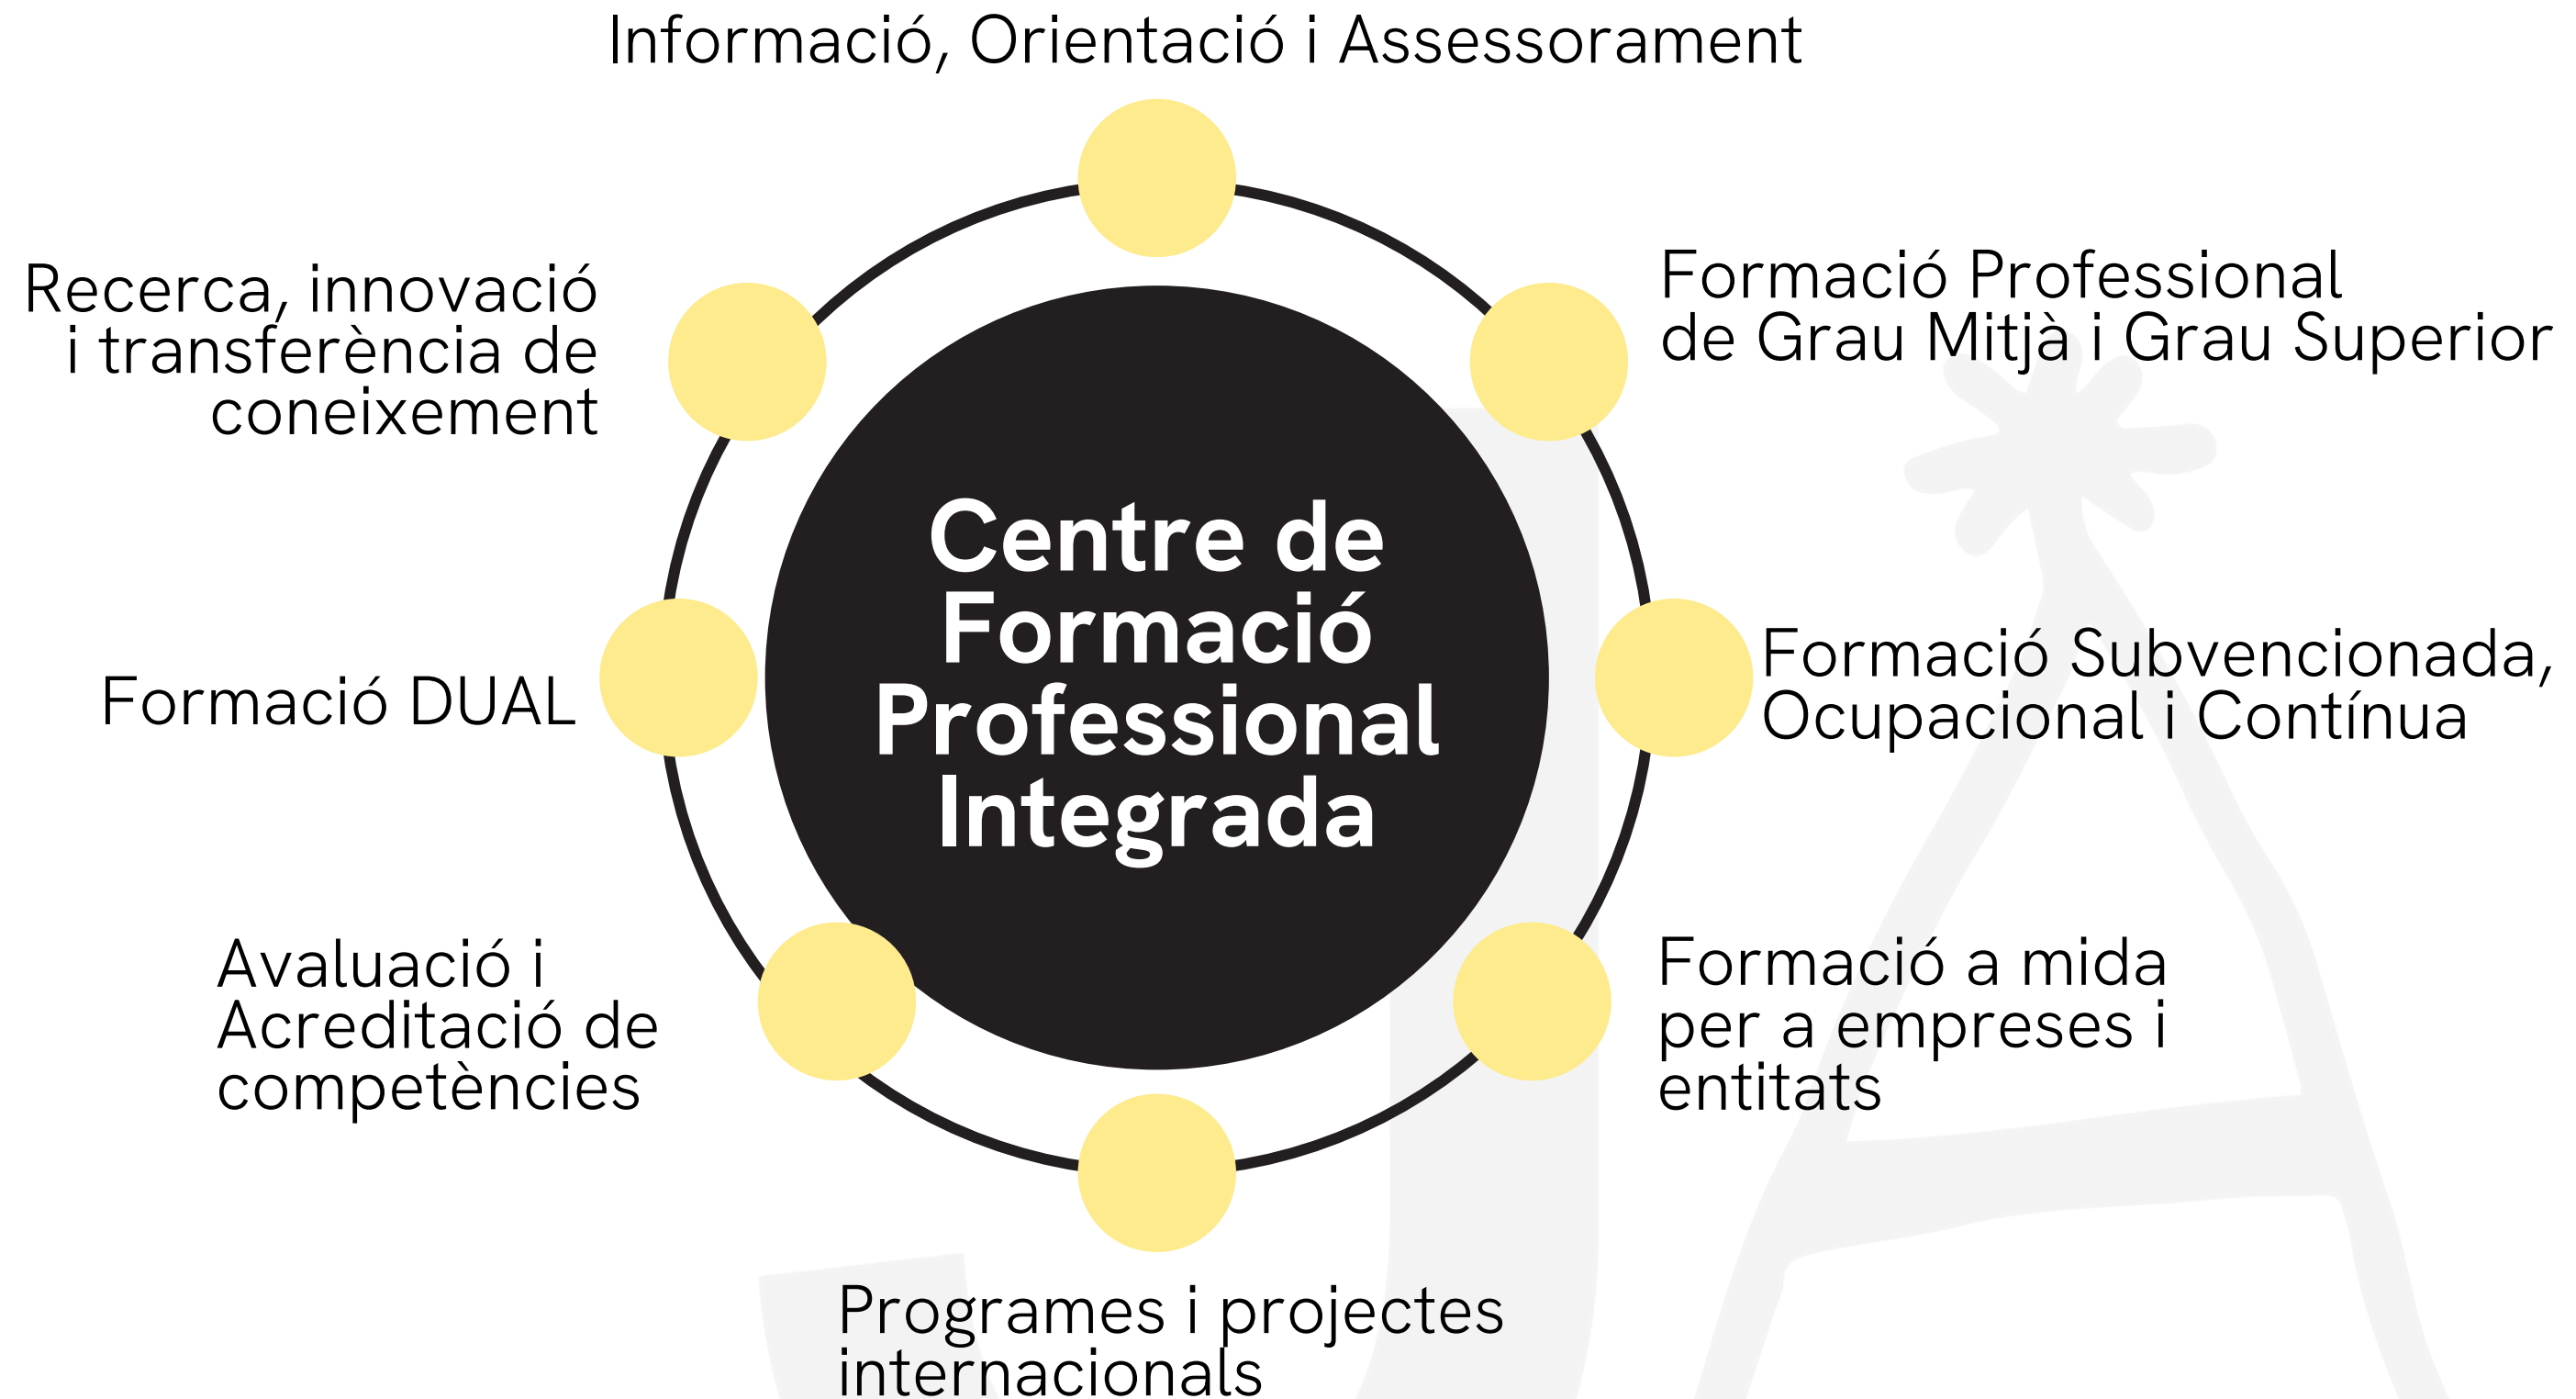 Informació, Orientació i Assessorament
Formació Professional
de Grau Mitjà i Grau Superior
Formació Subvencionada,
Ocupacional i Contínua
Formació a mida
per a empreses i
entitats
Programes i projectes
internacionals
Avaluació i
Acreditació de
competències
Formació DUAL
Recerca, innovació
i transferència de
coneixement
Centre de
Formació
Professional
Integrada